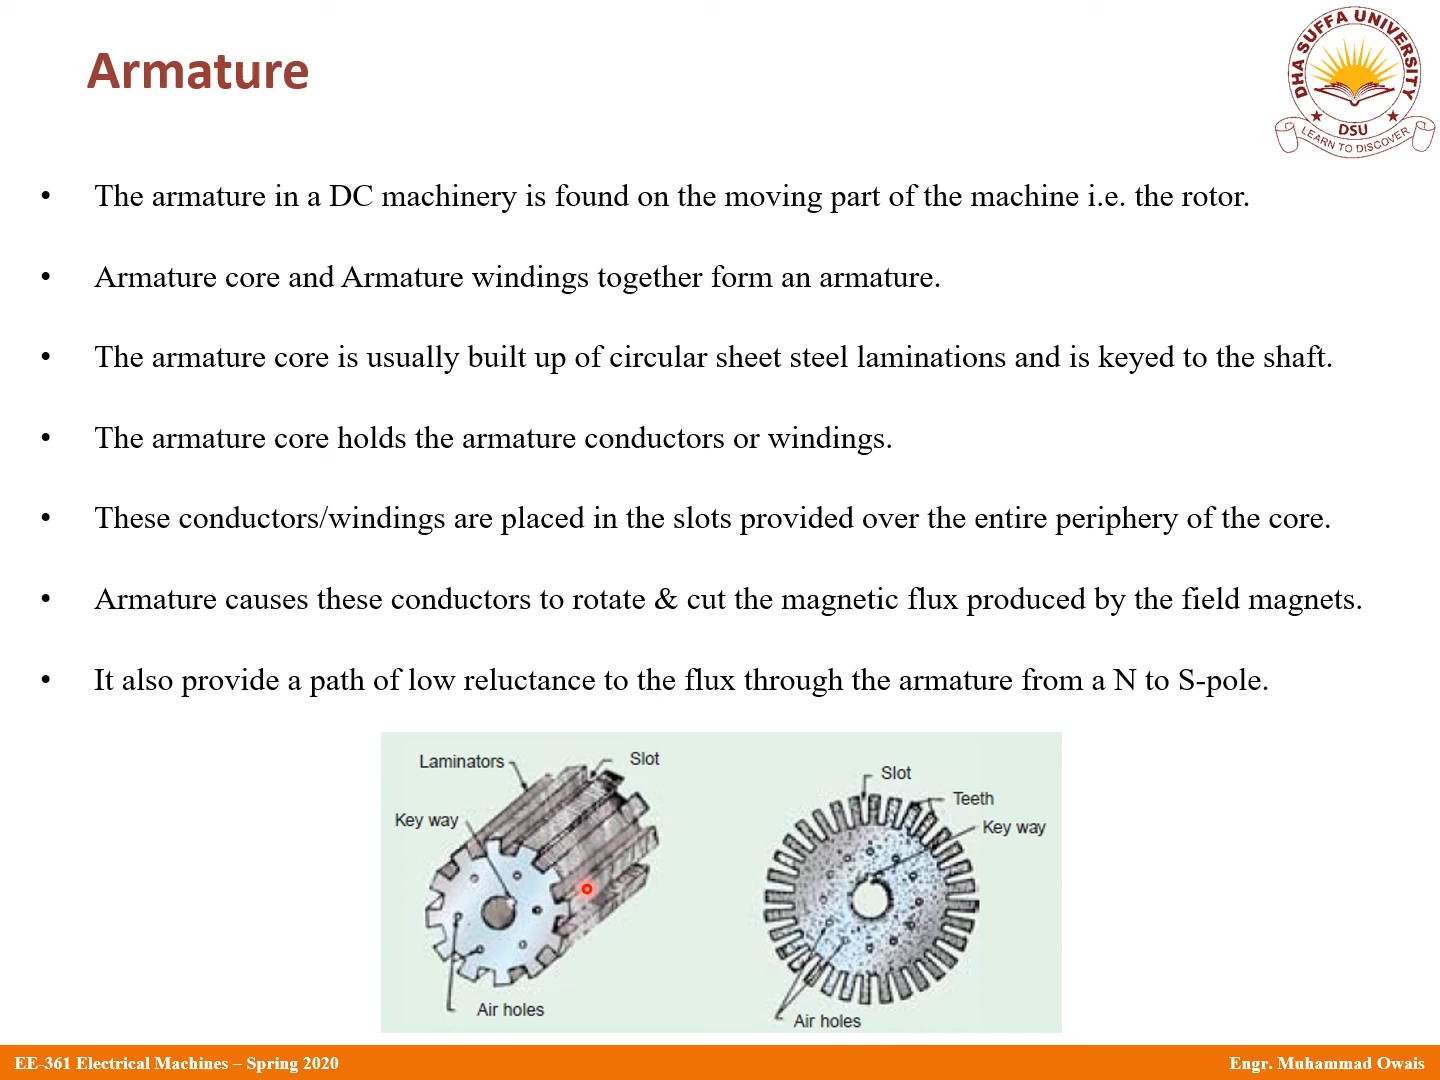 Armature
DHA SUFFA UNIVERSITY
DSU
LEARN TO DISCOVER
• The armature in a DC machinery is found on the moving part of the machine i.e. the rotor.
• Armature core and Armature windings together form an armature.
• The armature core is usually built up of circular sheet steel laminations and is keyed to the shaft.
• The armature core holds the armature conductors or windings.
• These conductors/windings are placed in the slots provided over the entire periphery of the core.
• Armature causes these conductors to rotate & cut the magnetic flux produced by the field magnets.
• It also provide a path of low reluctance to the flux through the armature from a N to S-pole.
Laminators
Slot
Key way
Air holes
Slot
Teeth
Key way
Air holes
EE-361 Electrical Machines – Spring 2020
Engr. Muhammad Owais